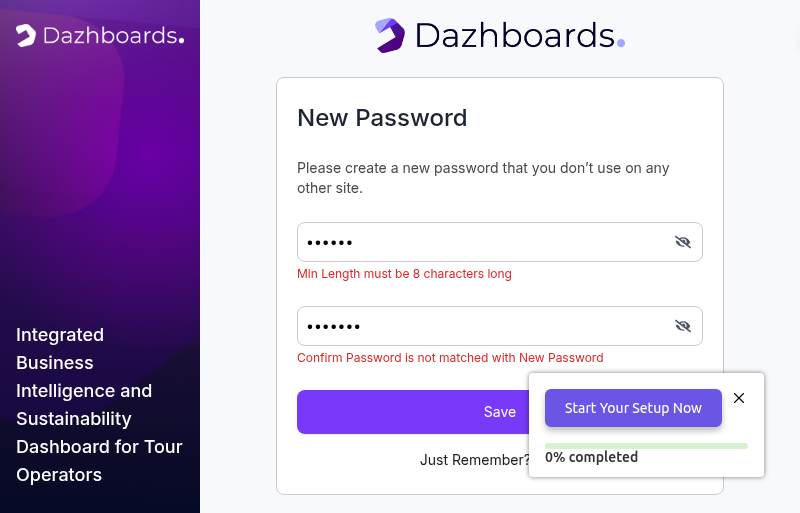 Dazhboards.
Integrated
Business
Intelligence and
Sustainability
Dashboard for Tour
Operators
Dazhboards.
New Password
Please create a new password that you don’t use on any
other site.
••••••
Min Length must be 8 characters long
•••••••
Confirm Password is not matched with New Password
Save
Just Remember?
Start Your Setup Now
0% completed